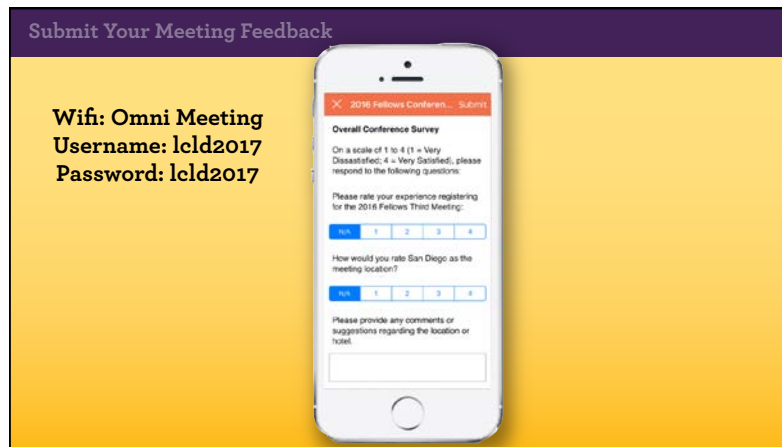 Submit Your Meeting Feedback
Wifi: Omni Meeting
Username: lcld2017
Password: lcld2017
2016 Fellows Conferen... Submit
Overall Conference Survey
On a scale of 1 to 4 (1 = Very
Dissastisfied; 4 = Very Satisfied), please
respond to the following questions:
Please rate your experience registering
for the 2016 Fellows Third Meeting:
N/A 1 2 3 4
How would you rate San Diego as the
meeting location?
N/A 1 2 3 4
Please provide any comments or
suggestions regarding the location or
hotel.